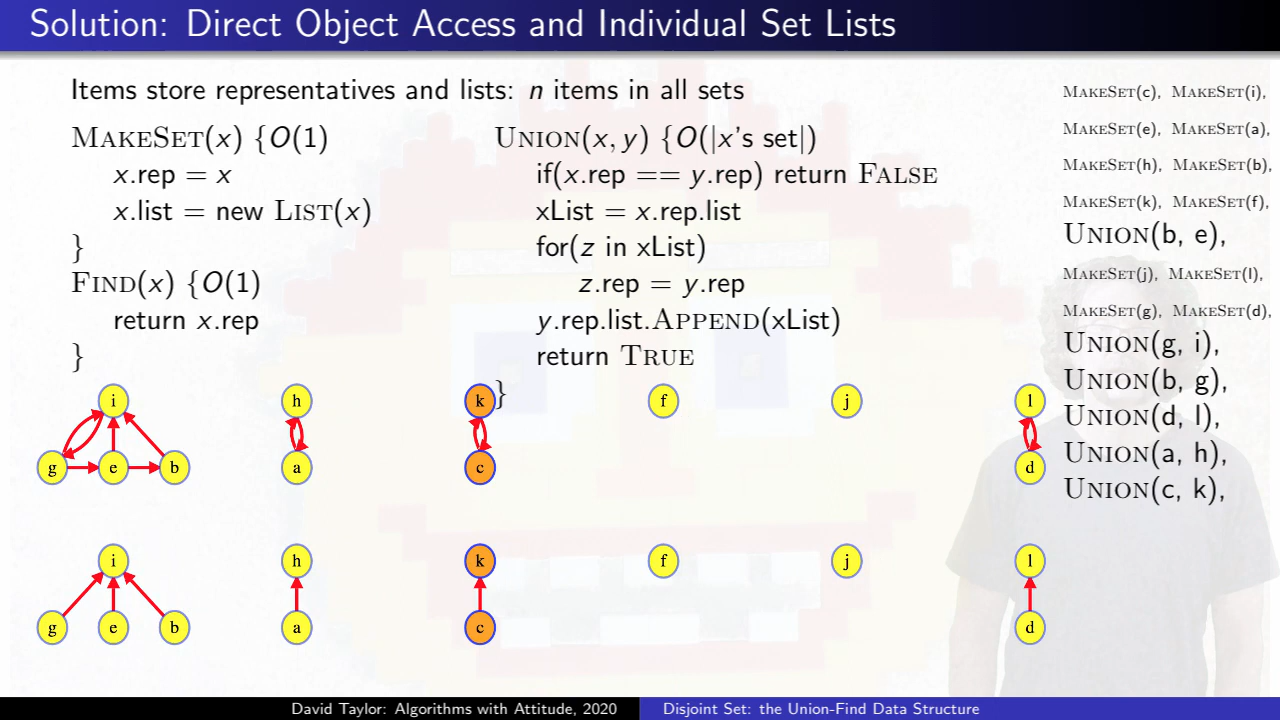 Solution: Direct Object Access and Individual Set Lists
Items store representatives and lists: n items in all sets
MAKESET(x) {O(1)
x.rep = x
x.list = new LIST(x)
}
FIND(x) {O(1)
return x.rep
}
UNION(x, y) {O(|x's set|)
if(x.rep == y.rep) return FALSE
xList = x.rep.list
for(z in xList)
z.rep = y.rep
y.rep.list.APPEND(xList)
return TRUE
}
MAKESET(c), MAKESET(i),
MAKESET(e), MAKESET(a),
MAKESET(h), MAKESET(b),
MAKESET(k), MAKESET(f),
UNION(b, e),
MAKESET(j), MAKESET(l),
MAKESET(g), MAKESET(d),
UNION(g, i),
UNION(b, g),
UNION(d, l),
UNION(a, h),
UNION(c, k),
i h k f j l
g e b a c d
i h k f j l
g e b a c d
David Taylor: Algorithms with Attitude, 2020 Disjoint Set: the Union-Find Data Structure